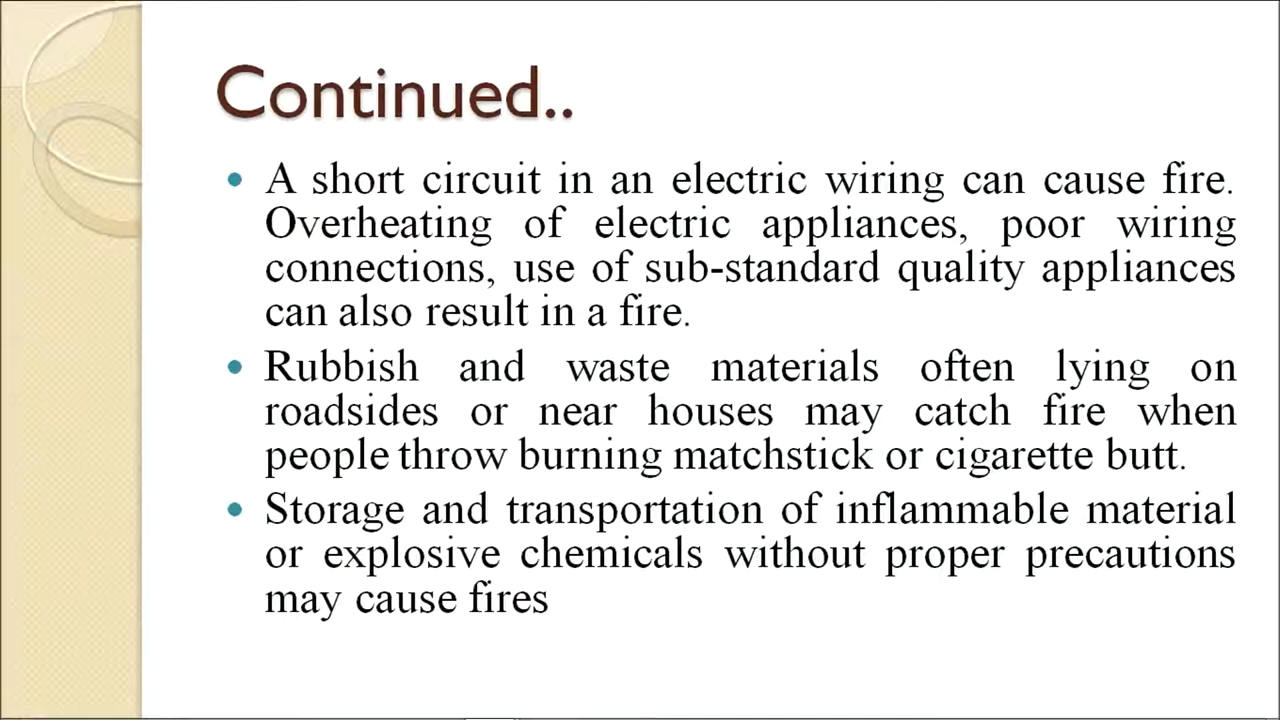 Continued..
• A short circuit in an electric wiring can cause fire.
Overheating of electric appliances, poor wiring
connections, use of sub-standard quality appliances
can also result in a fire.
• Rubbish and waste materials often lying on
roadsides or near houses may catch fire when
people throw burning matchstick or cigarette butt.
• Storage and transportation of inflammable material
or explosive chemicals without proper precautions
may cause fires